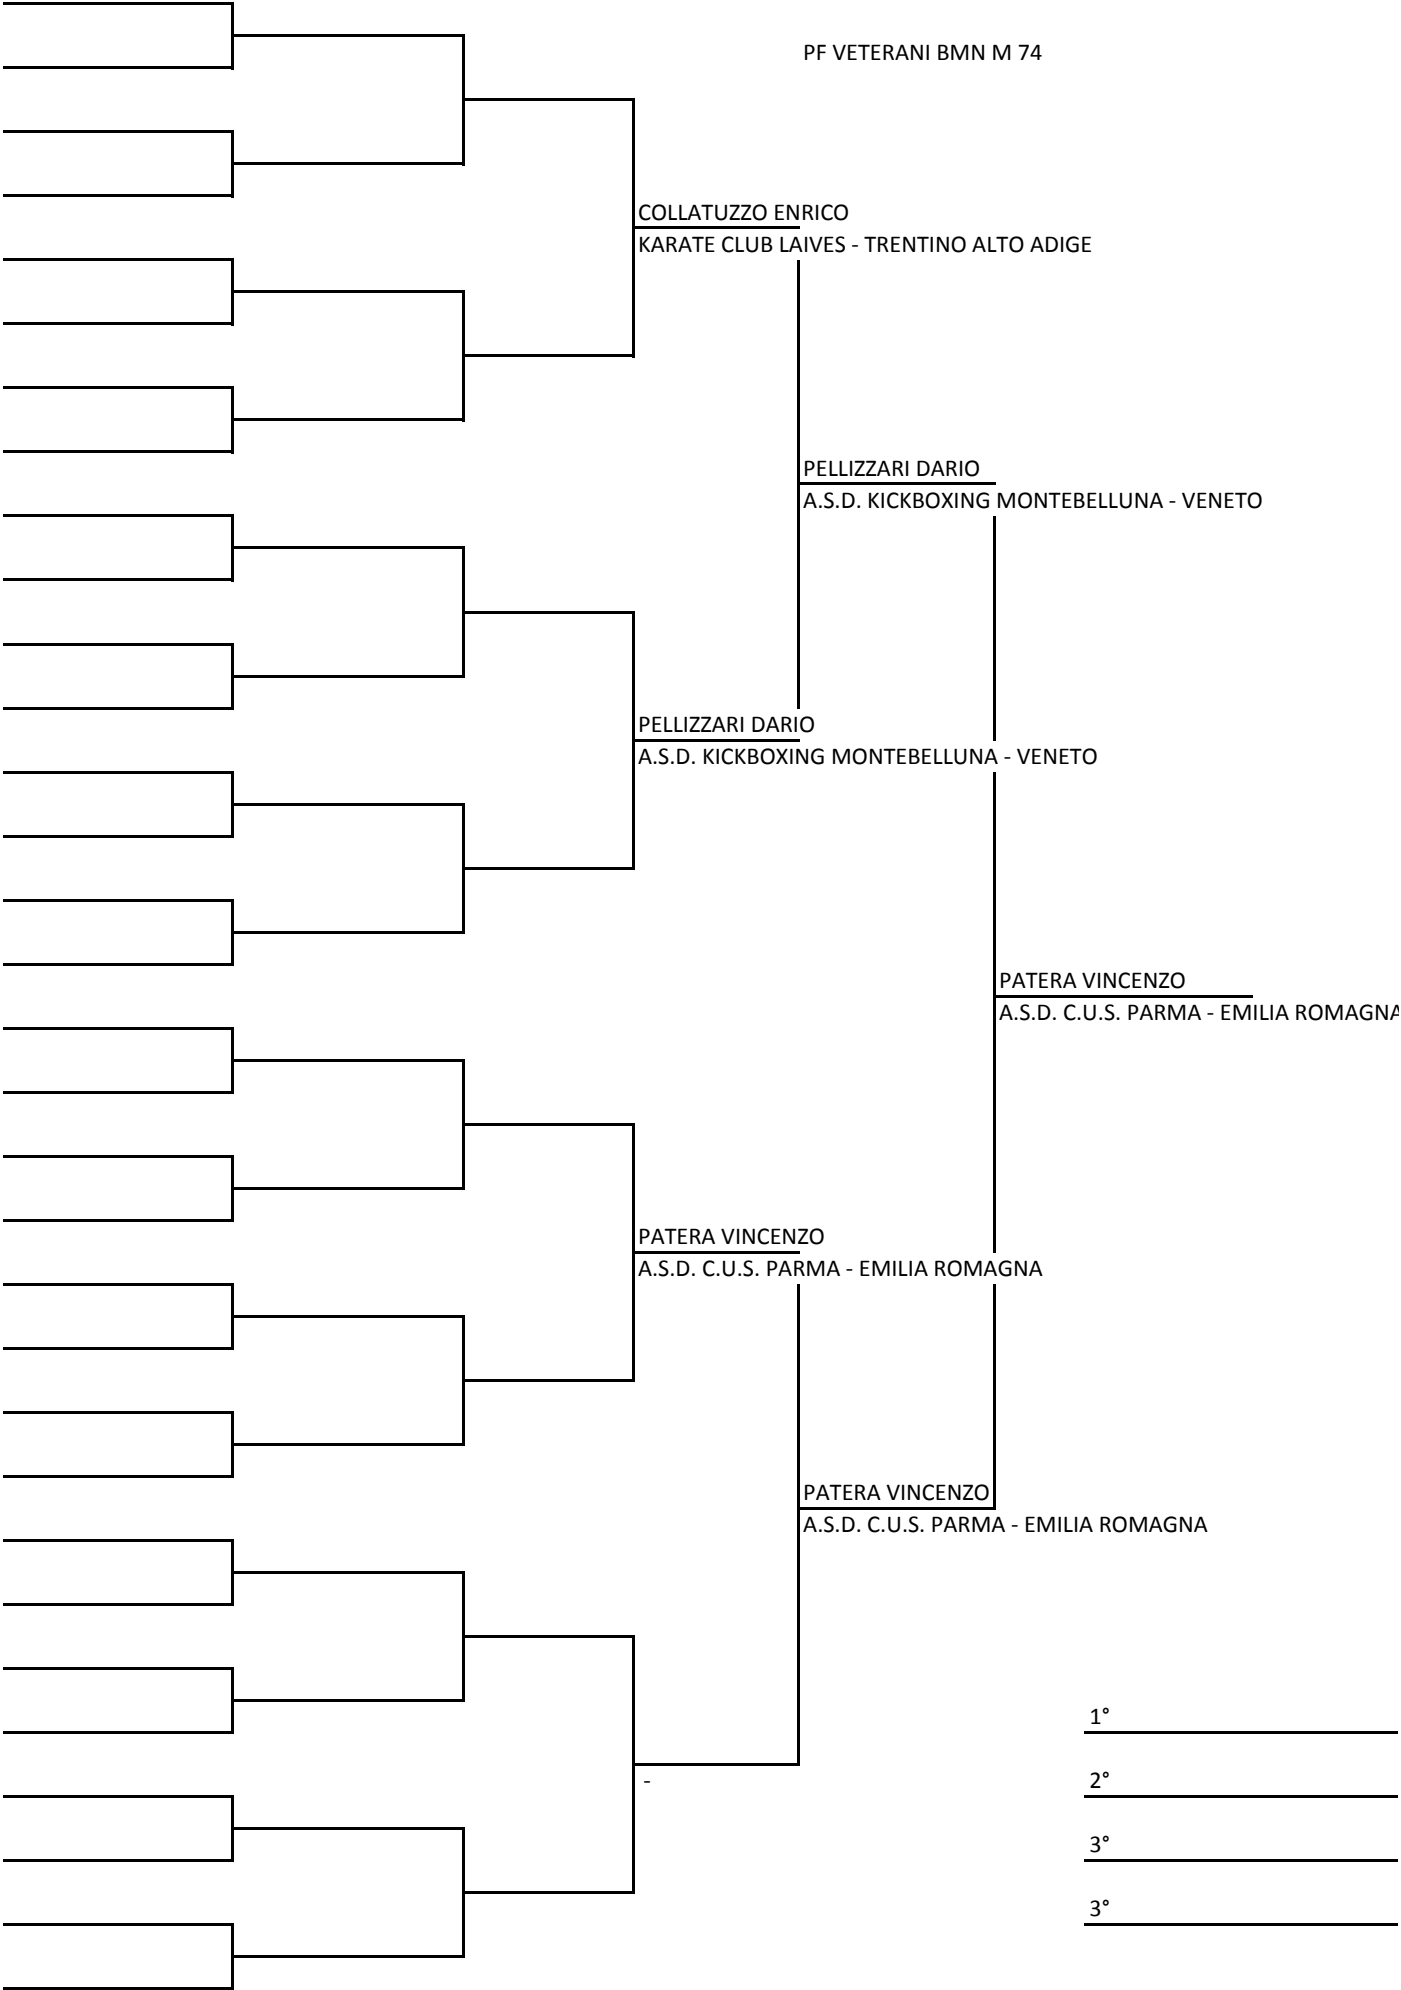 PF VETERANI BMN M 74
COLLATUZZO ENRICO
KARATE CLUB LAIVES - TRENTINO ALTO ADIGE
PELLIZZARI DARIO
A.S.D. KICKBOXING MONTEBELLUNA - VENETO
PELLIZZARI DARIO
A.S.D. KICKBOXING MONTEBELLUNA - VENETO
PATERA VINCENZO
A.S.D. C.U.S. PARMA - EMILIA ROMAGNA
PATERA VINCENZO
A.S.D. C.U.S. PARMA - EMILIA ROMAGNA
PATERA VINCENZO
A.S.D. C.U.S. PARMA - EMILIA ROMAGNA
1°
-
2°
3°
3°